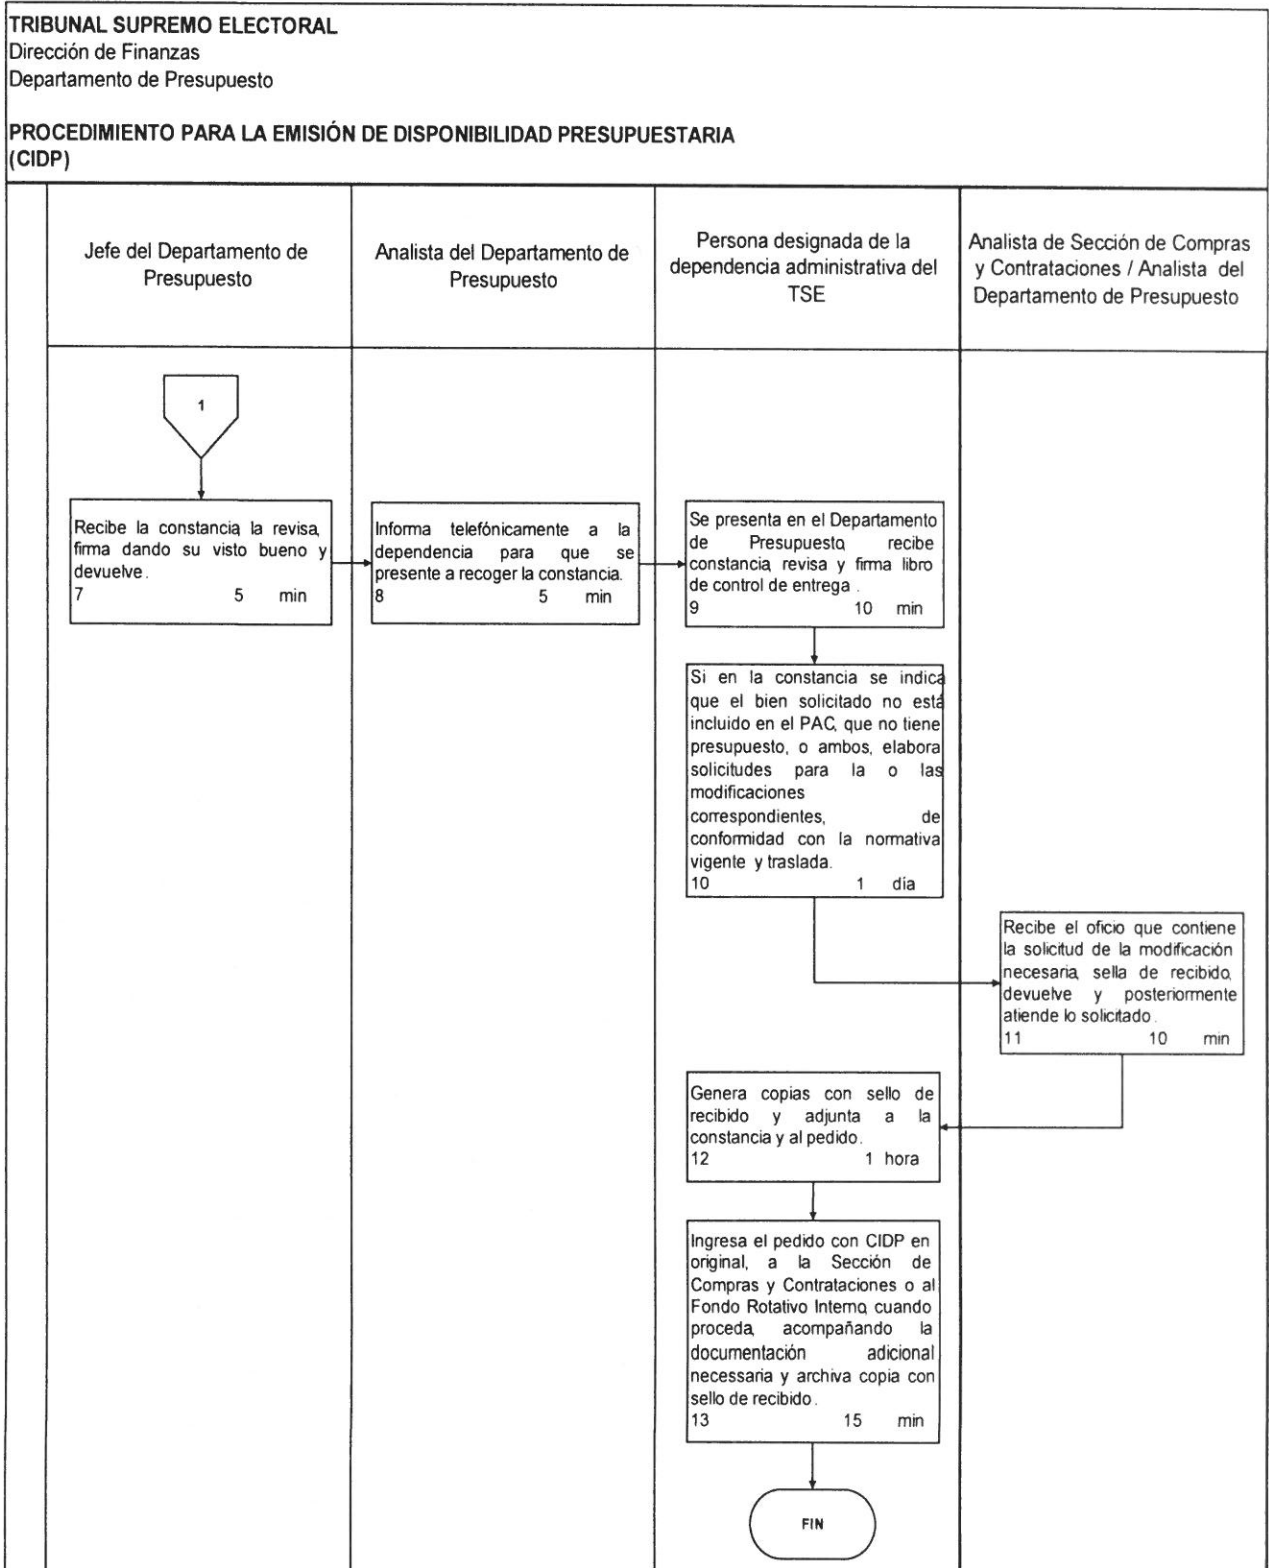 TRIBUNAL SUPREMO ELECTORAL
Dirección de Finanzas
Departamento de Presupuesto
PROCEDIMIENTO PARA LA EMISIÓN DE DISPONIBILIDAD PRESUPUESTARIA
(CIDP)
Jefe del Departamento de
Presupuesto
Analista del Departamento de
Presupuesto
Persona designada de la
dependencia administrativa del
TSE
Analista de Sección de Compras
y Contrataciones / Analista del
Departamento de Presupuesto
1
Recibe la constancia, la revisa,
firma dando su visto bueno y
devuelve.
7 5 min
Informa telefónicamente a la
dependencia para que se
presente a recoger la constancia.
8 5 min
Se presenta en el Departamento
de Presupuesto, recibe
constancia, revisa y firma libro
de control de entrega.
9 10 min
Si en la constancia se indica
que el bien solicitado no está
incluido en el PAC, que no tiene
presupuesto, o ambos, elabora
solicitudes para la o las
modificaciones
correspondientes, de
conformidad con la normativa
vigente y traslada.
10 1 día
Recibe el oficio que contiene
la solicitud de la modificación
necesaria, sella de recibido,
devuelve y posteriormente
atiende lo solicitado.
11 10 min
Genera copias con sello de
recibido y adjunta a la
constancia y al pedido.
12 1 hora
Ingresa el pedido con CIDP en
original, a la Sección de
Compras y Contrataciones o al
Fondo Rotativo Interno, cuando
proceda, acompañando la
documentación adicional
necessaria y archiva copia con
sello de recibido.
13 15 min
FIN